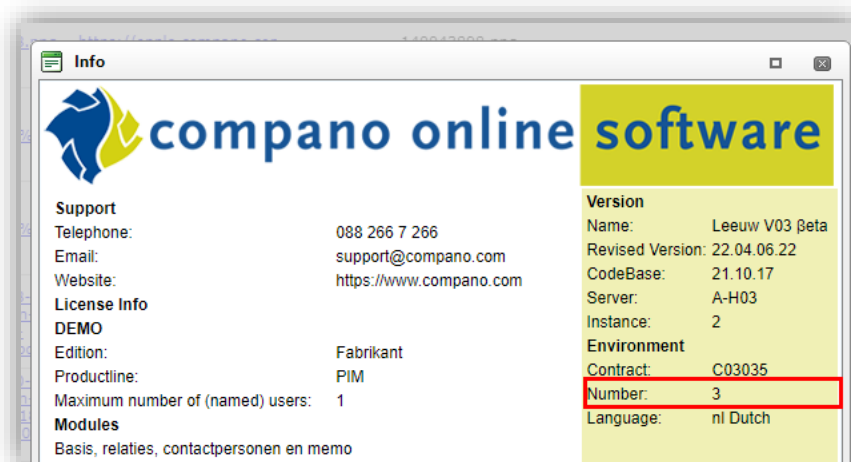 Info
compano online software
Support
Telephone: 088 266 7 266
Email: support@compano.com
Website: https://www.compano.com
License Info
DEMO
Edition: Fabrikant
Productline: PIM
Maximum number of (named) users: 1
Modules
Basis, relaties, contactpersonen en memo
Version
Name: Leeuw V03 βeta
Revised Version: 22.04.06.22
CodeBase: 21.10.17
Server: A-H03
Instance: 2
Environment
Contract: C03035
Number: 3
Language: nl Dutch